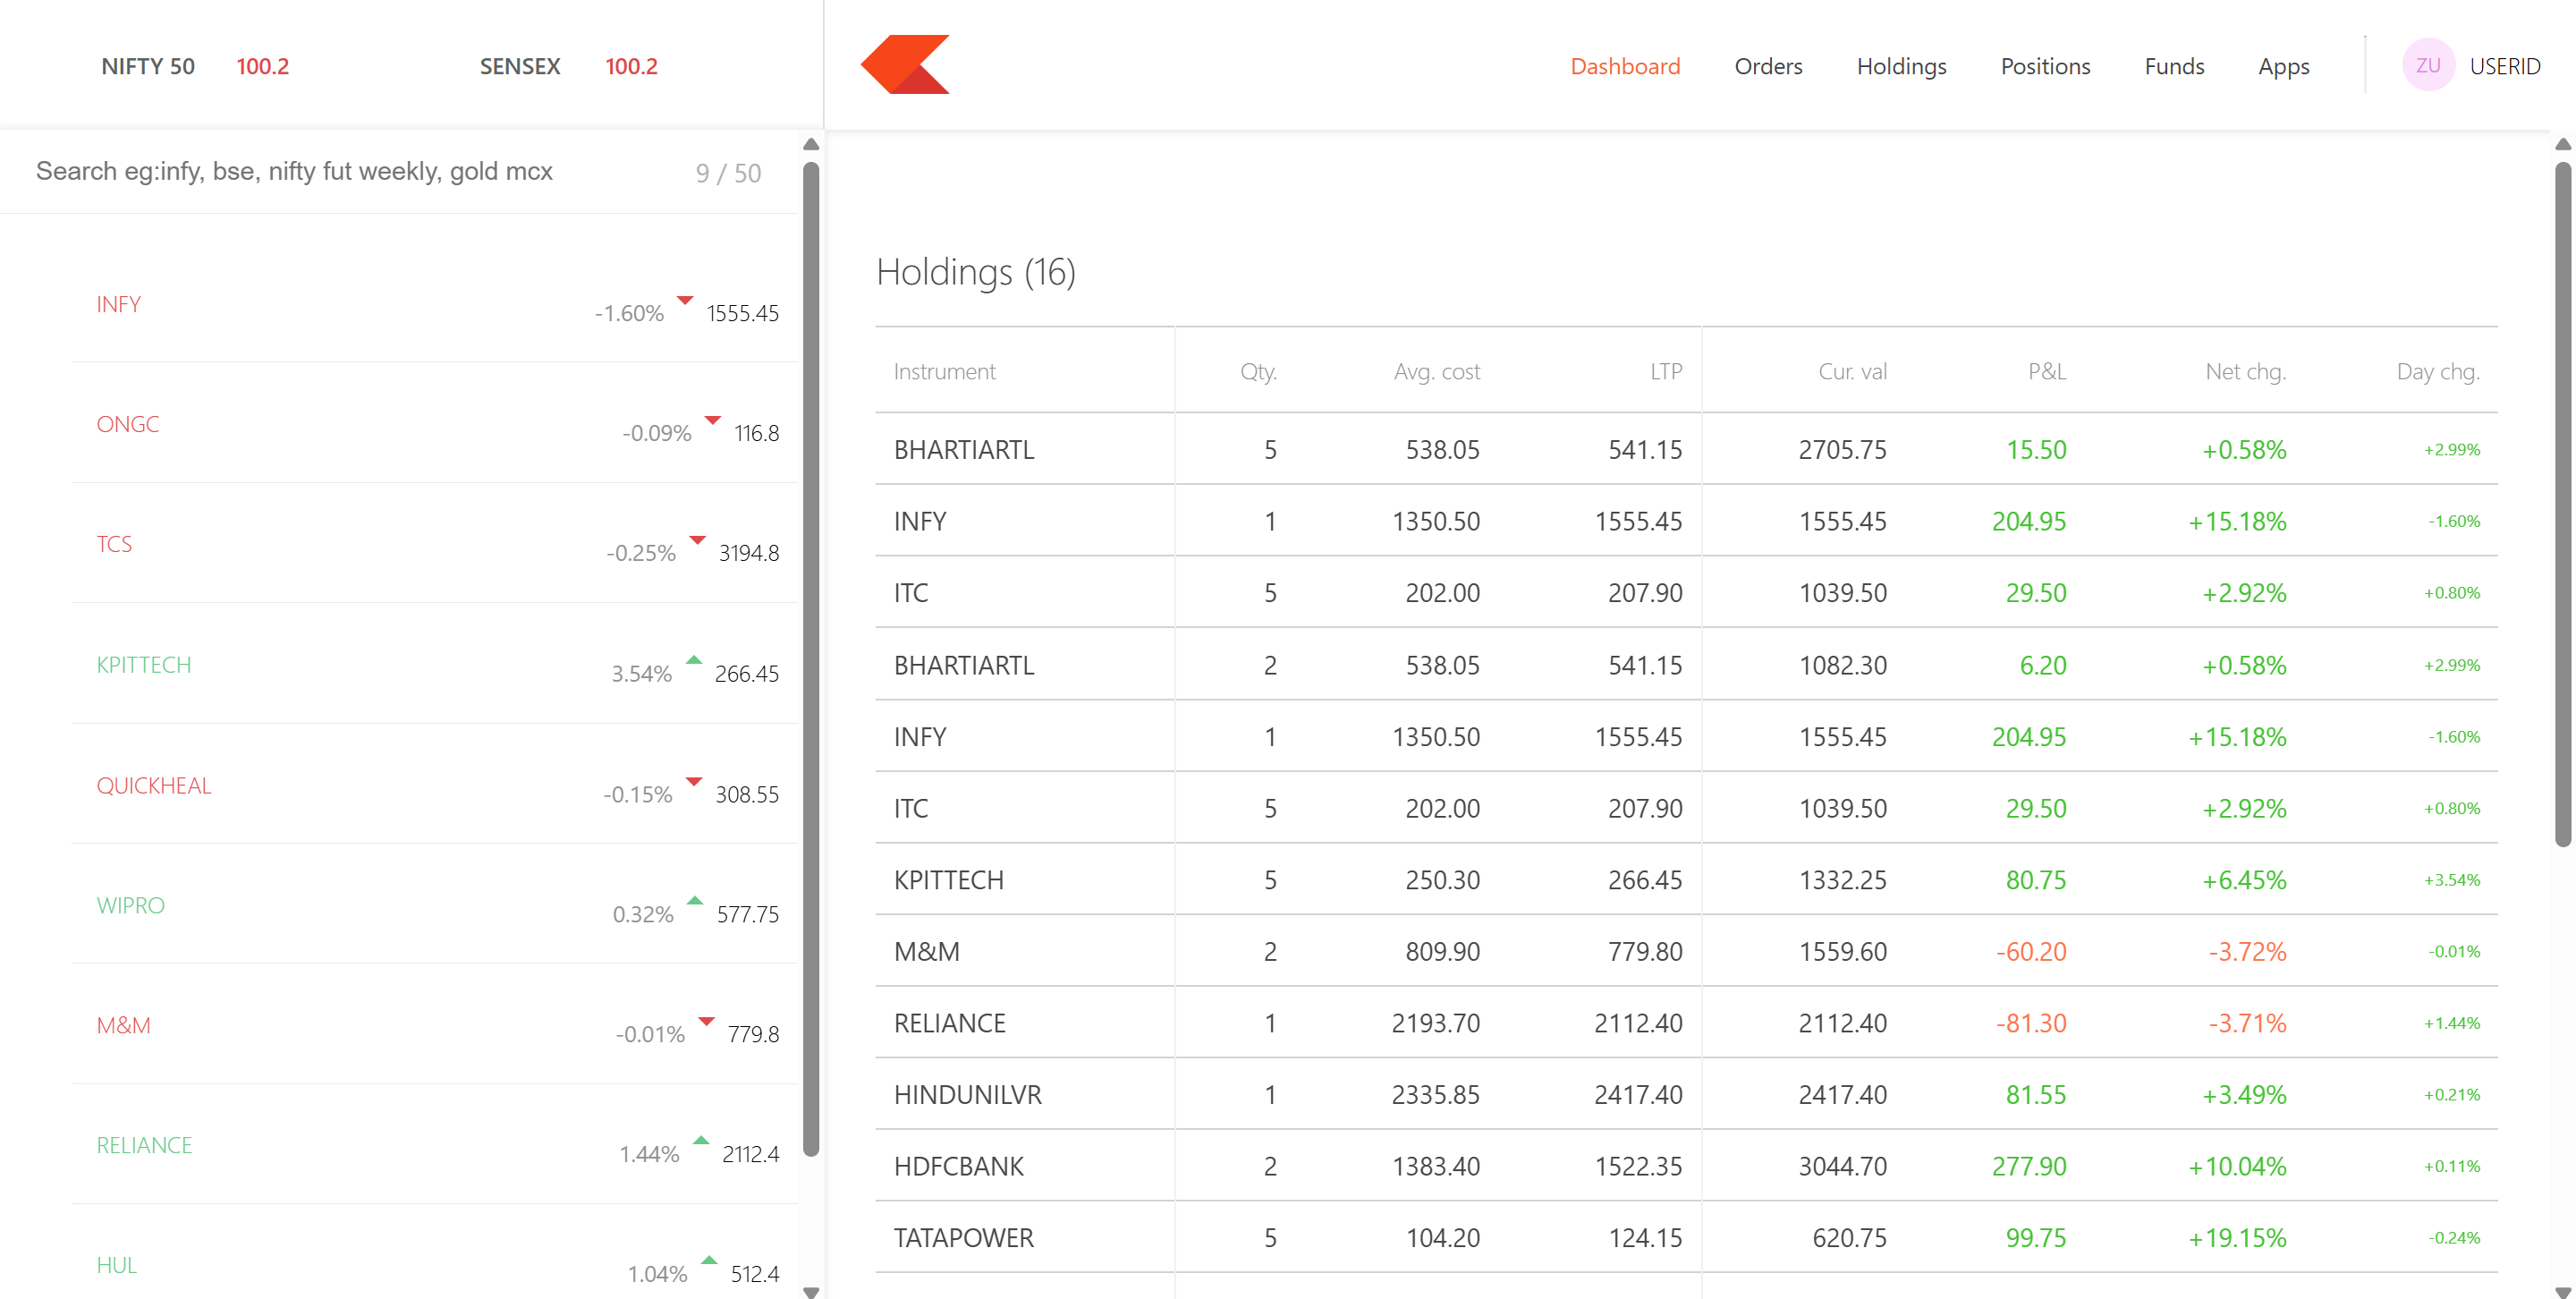 NIFTY 50 100.2 SENSEX 100.2
Dashboard Orders Holdings Positions Funds Apps ZU USERID
Search eg:infy, bse, nifty fut weekly, gold mcx 9 / 50
INFY -1.60% 1555.45
ONGC -0.09% 116.8
TCS -0.25% 3194.8
KPITTECH 3.54% 266.45
QUICKHEAL -0.15% 308.55
WIPRO 0.32% 577.75
M&M -0.01% 779.8
RELIANCE 1.44% 2112.4
HUL 1.04% 512.4
Holdings (16)
Instrument Qty. Avg. cost LTP Cur. val P&L Net chg. Day chg.
BHARTIARTL 5 538.05 541.15 2705.75 15.50 +0.58% +2.99%
INFY 1 1350.50 1555.45 1555.45 204.95 +15.18% -1.60%
ITC 5 202.00 207.90 1039.50 29.50 +2.92% +0.80%
BHARTIARTL 2 538.05 541.15 1082.30 6.20 +0.58% +2.99%
INFY 1 1350.50 1555.45 1555.45 204.95 +15.18% -1.60%
ITC 5 202.00 207.90 1039.50 29.50 +2.92% +0.80%
KPITTECH 5 250.30 266.45 1332.25 80.75 +6.45% +3.54%
M&M 2 809.90 779.80 1559.60 -60.20 -3.72% -0.01%
RELIANCE 1 2193.70 2112.40 2112.40 -81.30 -3.71% +1.44%
HINDUNILVR 1 2335.85 2417.40 2417.40 81.55 +3.49% +0.21%
HDFCBANK 2 1383.40 1522.35 3044.70 277.90 +10.04% +0.11%
TATAPOWER 5 104.20 124.15 620.75 99.75 +19.15% -0.24%